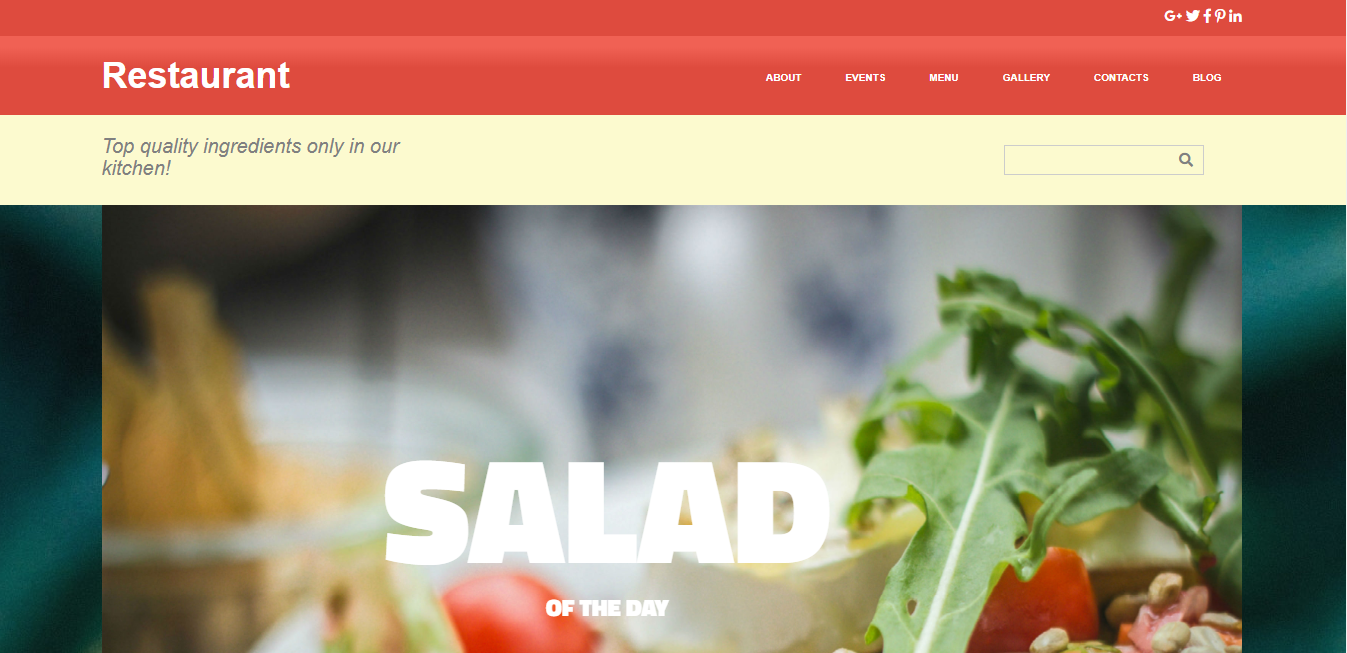 Restaurant
ABOUT EVENTS MENU GALLERY CONTACTS BLOG
Top quality ingredients only in our
kitchen!
SALAD
OF THE DAY